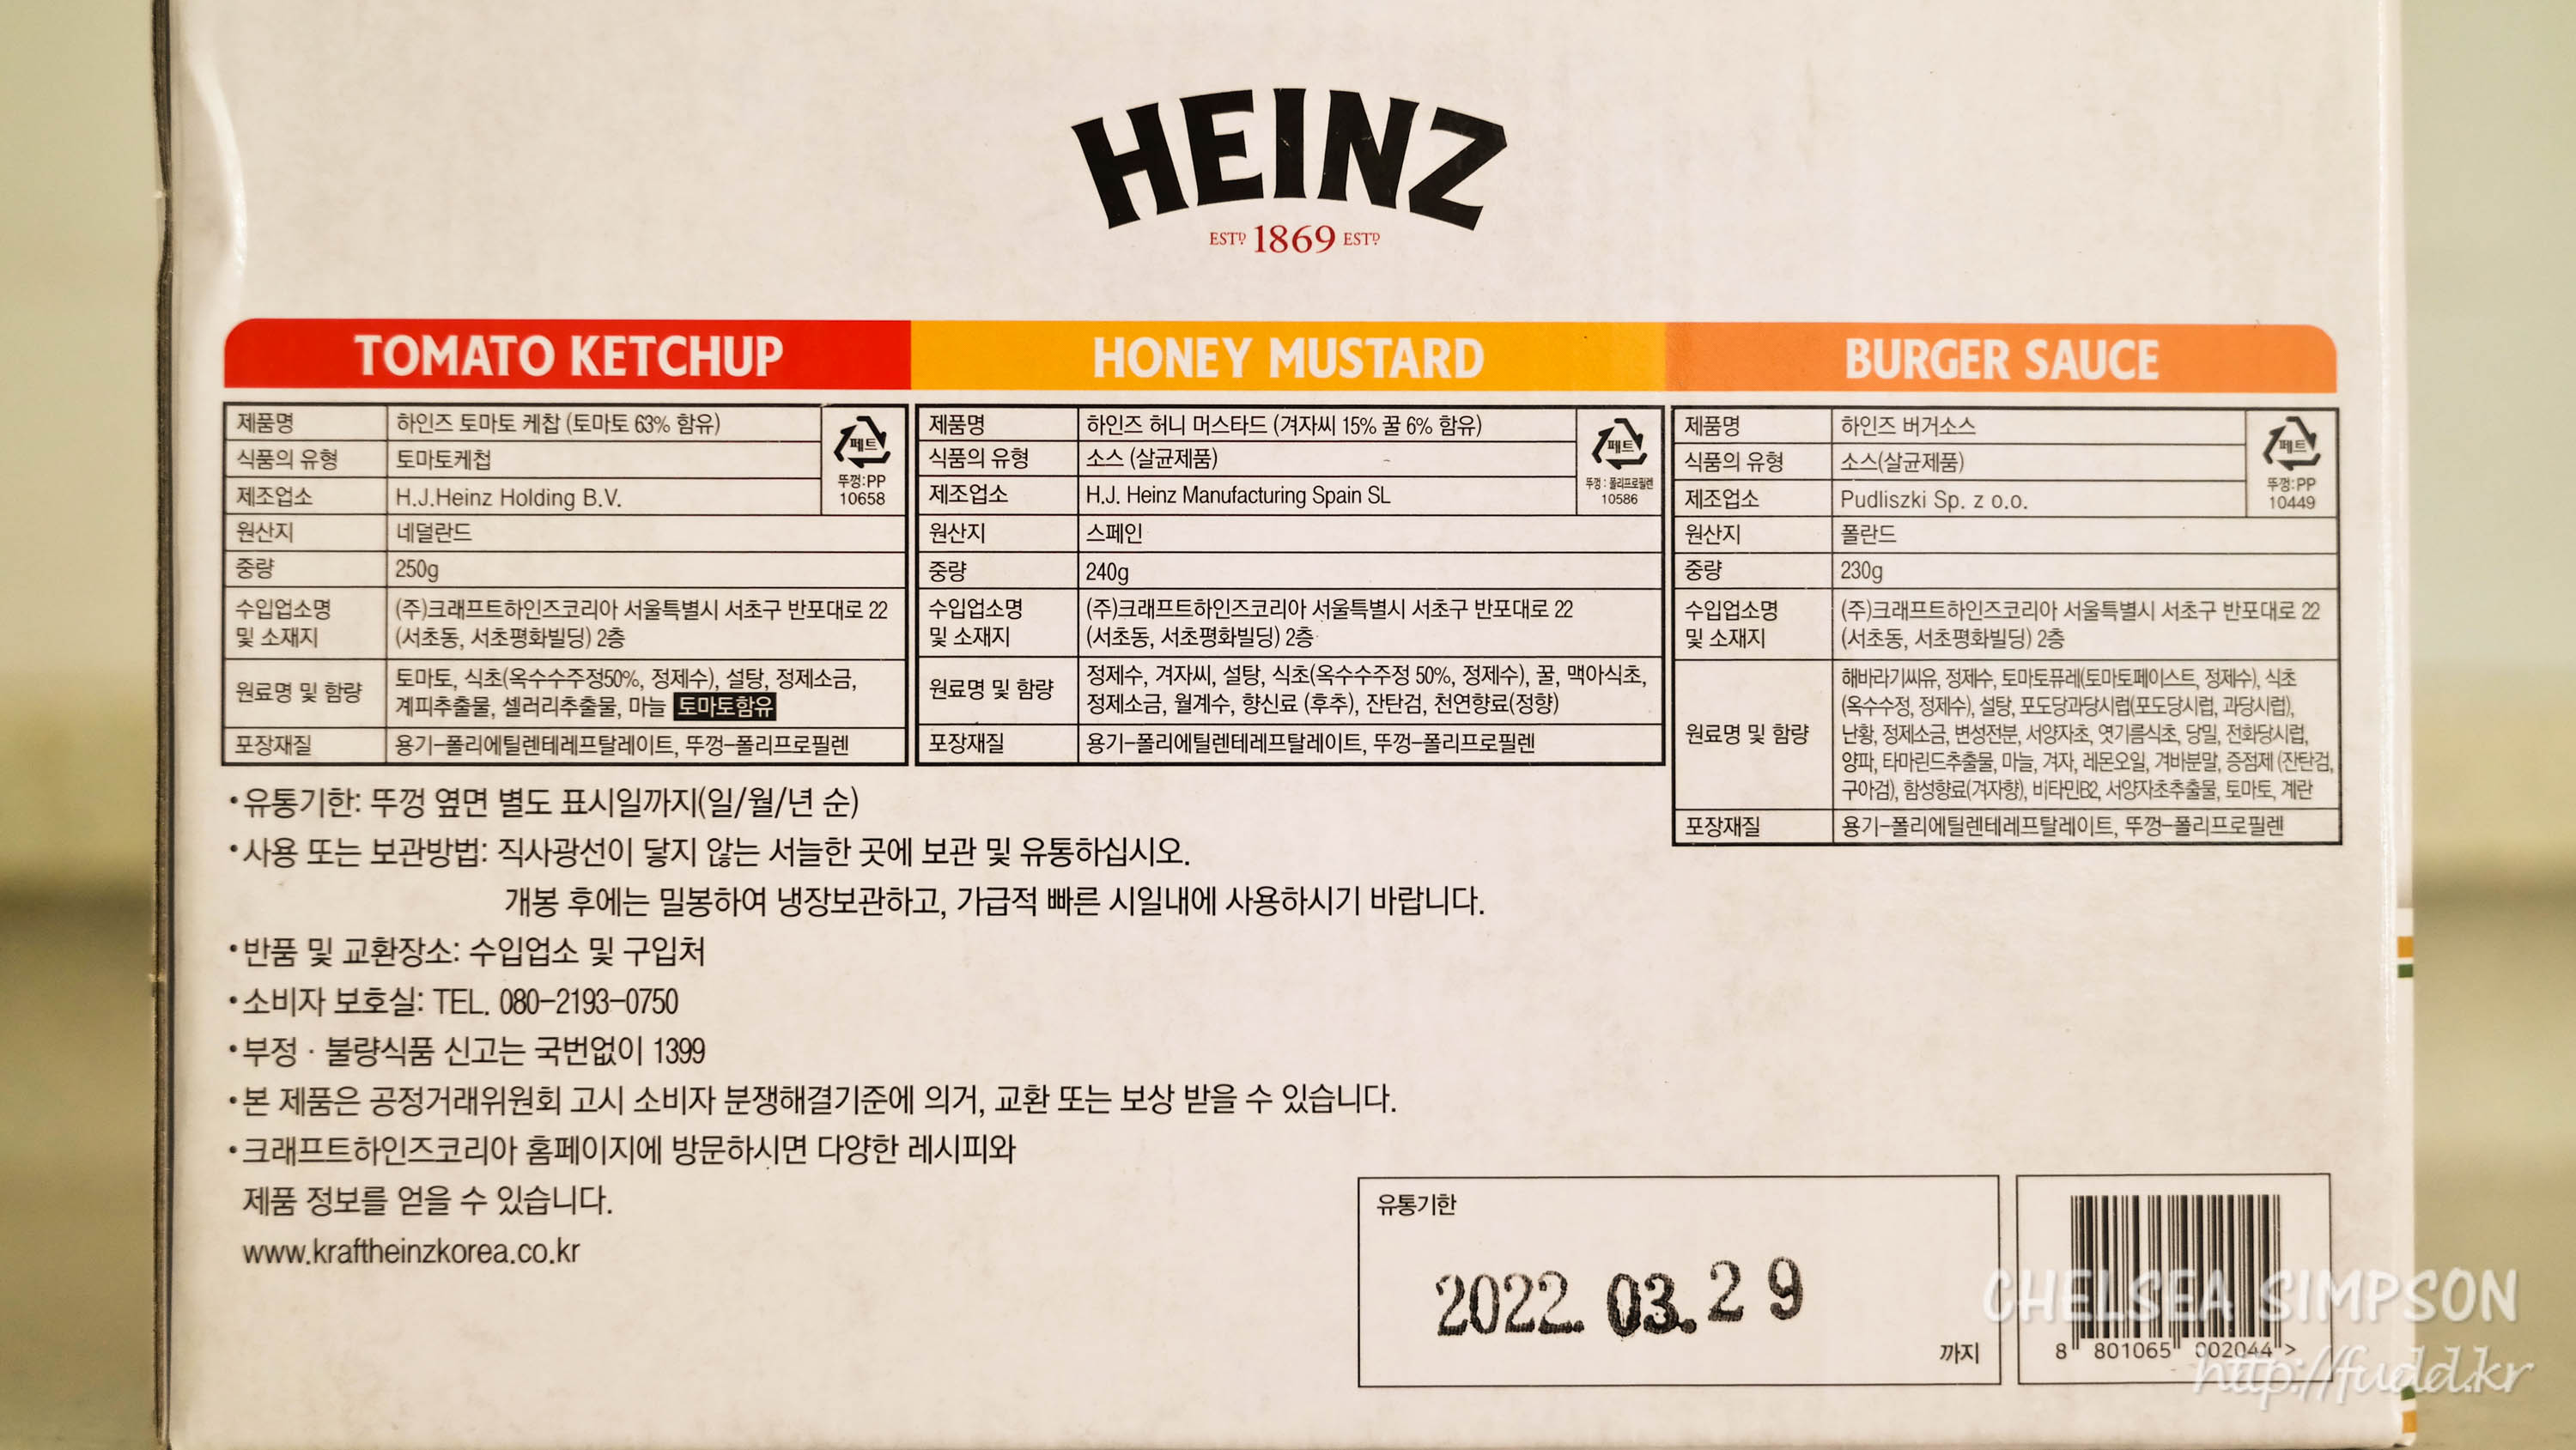 HEINZ
ESTD 1869 ESTD
TOMATO KETCHUP
제품명 하인즈 토마토 케찹 (토마토 63% 함유)
식품의 유형 토마토케첩
제조업소 H.J.Heinz Holding B.V.
페트
뚜껑:PP
10658
원산지 네덜란드
중량 250g
수입업소명 (주)크래프트하인즈코리아 서울특별시 서초구 반포대로 22
및 소재지 (서초동, 서초평화빌딩) 2층
원료명 및 함량 토마토, 식초(옥수수주정50%, 정제수), 설탕, 정제소금,
계피추출물, 셀러리추출물, 마늘 토마토함유
포장재질 용기-폴리에틸렌테레프탈레이트, 뚜껑-폴리프로필렌
HONEY MUSTARD
제품명 하인즈 허니 머스타드 (겨자씨 15% 꿀 6% 함유)
식품의 유형 소스 (살균제품)
제조업소 H.J. Heinz Manufacturing Spain SL
페트
뚜껑 : 폴리프로필렌
10586
원산지 스페인
중량 240g
수입업소명 (주)크래프트하인즈코리아 서울특별시 서초구 반포대로 22
및 소재지 (서초동, 서초평화빌딩) 2층
원료명 및 함량 정제수, 겨자씨, 설탕, 식초(옥수수주정 50%, 정제수), 꿀, 맥아식초,
정제소금, 월계수, 향신료 (후추), 잔탄검, 천연향료(정향)
포장재질 용기-폴리에틸렌테레프탈레이트, 뚜껑-폴리프로필렌
BURGER SAUCE
제품명 하인즈 버거소스
식품의 유형 소스(살균제품)
제조업소 Pudliszki Sp. z o.o.
페트
뚜껑:PP
10449
원산지 폴란드
중량 230g
수입업소명 (주)크래프트하인즈코리아 서울특별시 서초구 반포대로 22
및 소재지 (서초동, 서초평화빌딩) 2층
원료명 및 함량 해바라기씨유, 정제수, 토마토퓨레(토마토페이스트, 정제수), 식초
(옥수수정, 정제수), 설탕, 포도당과당시럽(포도당시럽, 과당시럽),
난황, 정제소금, 변성전분, 서양자초, 엿기름식초, 당밀, 전화당시럽,
양파, 타마린드추출물, 마늘, 겨자, 레몬오일, 겨바분말, 증점제 (잔탄검,
구아검), 합성향료(겨자향), 비타민B2, 서양자초추출물, 토마토, 계란
포장재질 용기-폴리에틸렌테레프탈레이트, 뚜껑-폴리프로필렌
•유통기한: 뚜껑 옆면 별도 표시일까지(일/월/년 순)
•사용 또는 보관방법: 직사광선이 닿지 않는 서늘한 곳에 보관 및 유통하십시오.
개봉 후에는 밀봉하여 냉장보관하고, 가급적 빠른 시일내에 사용하시기 바랍니다.
•반품 및 교환장소: 수입업소 및 구입처
•소비자 보호실: TEL. 080-2193-0750
•부정 · 불량식품 신고는 국번없이 1399
•본 제품은 공정거래위원회 고시 소비자 분쟁해결기준에 의거, 교환 또는 보상 받을 수 있습니다.
•크래프트하인즈코리아 홈페이지에 방문하시면 다양한 레시피와
제품 정보를 얻을 수 있습니다.
www.kraftheinzkorea.co.kr
유통기한
2022. 03. 29
까지
8 801065 002044 >
CHELSEA SIMPSON
http://fudd.kr